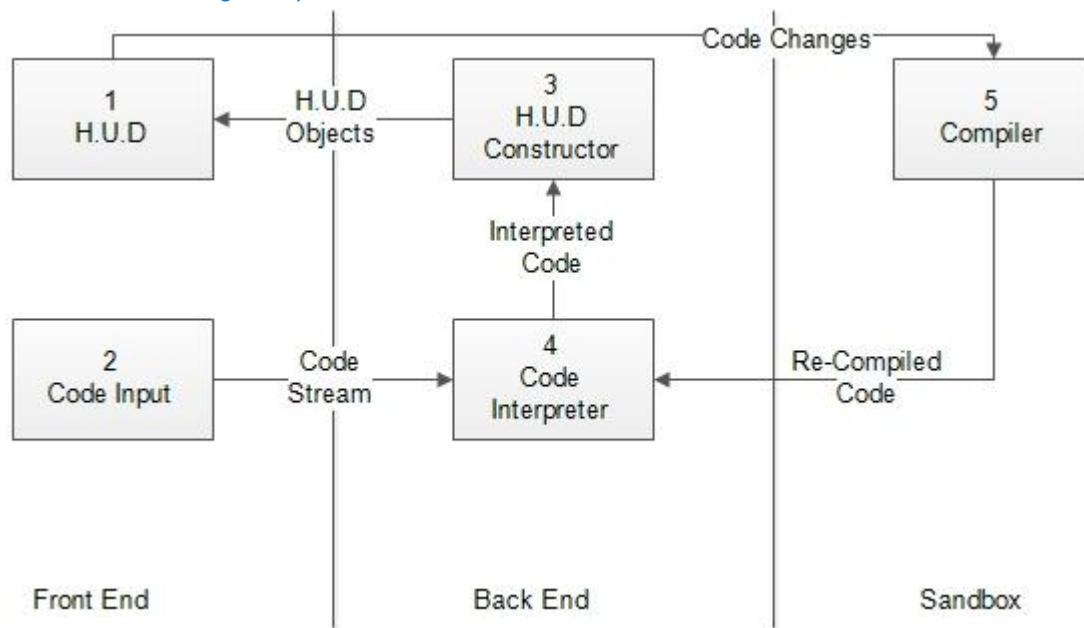 Code Changes
1
H.U.D
H.U.D
Objects
3
H.U.D
Constructor
5
Compiler
Interpreted
Code
2
Code Input
Code
Stream
4
Code
Interpreter
Re-Compiled
Code
Front End
Back End
Sandbox